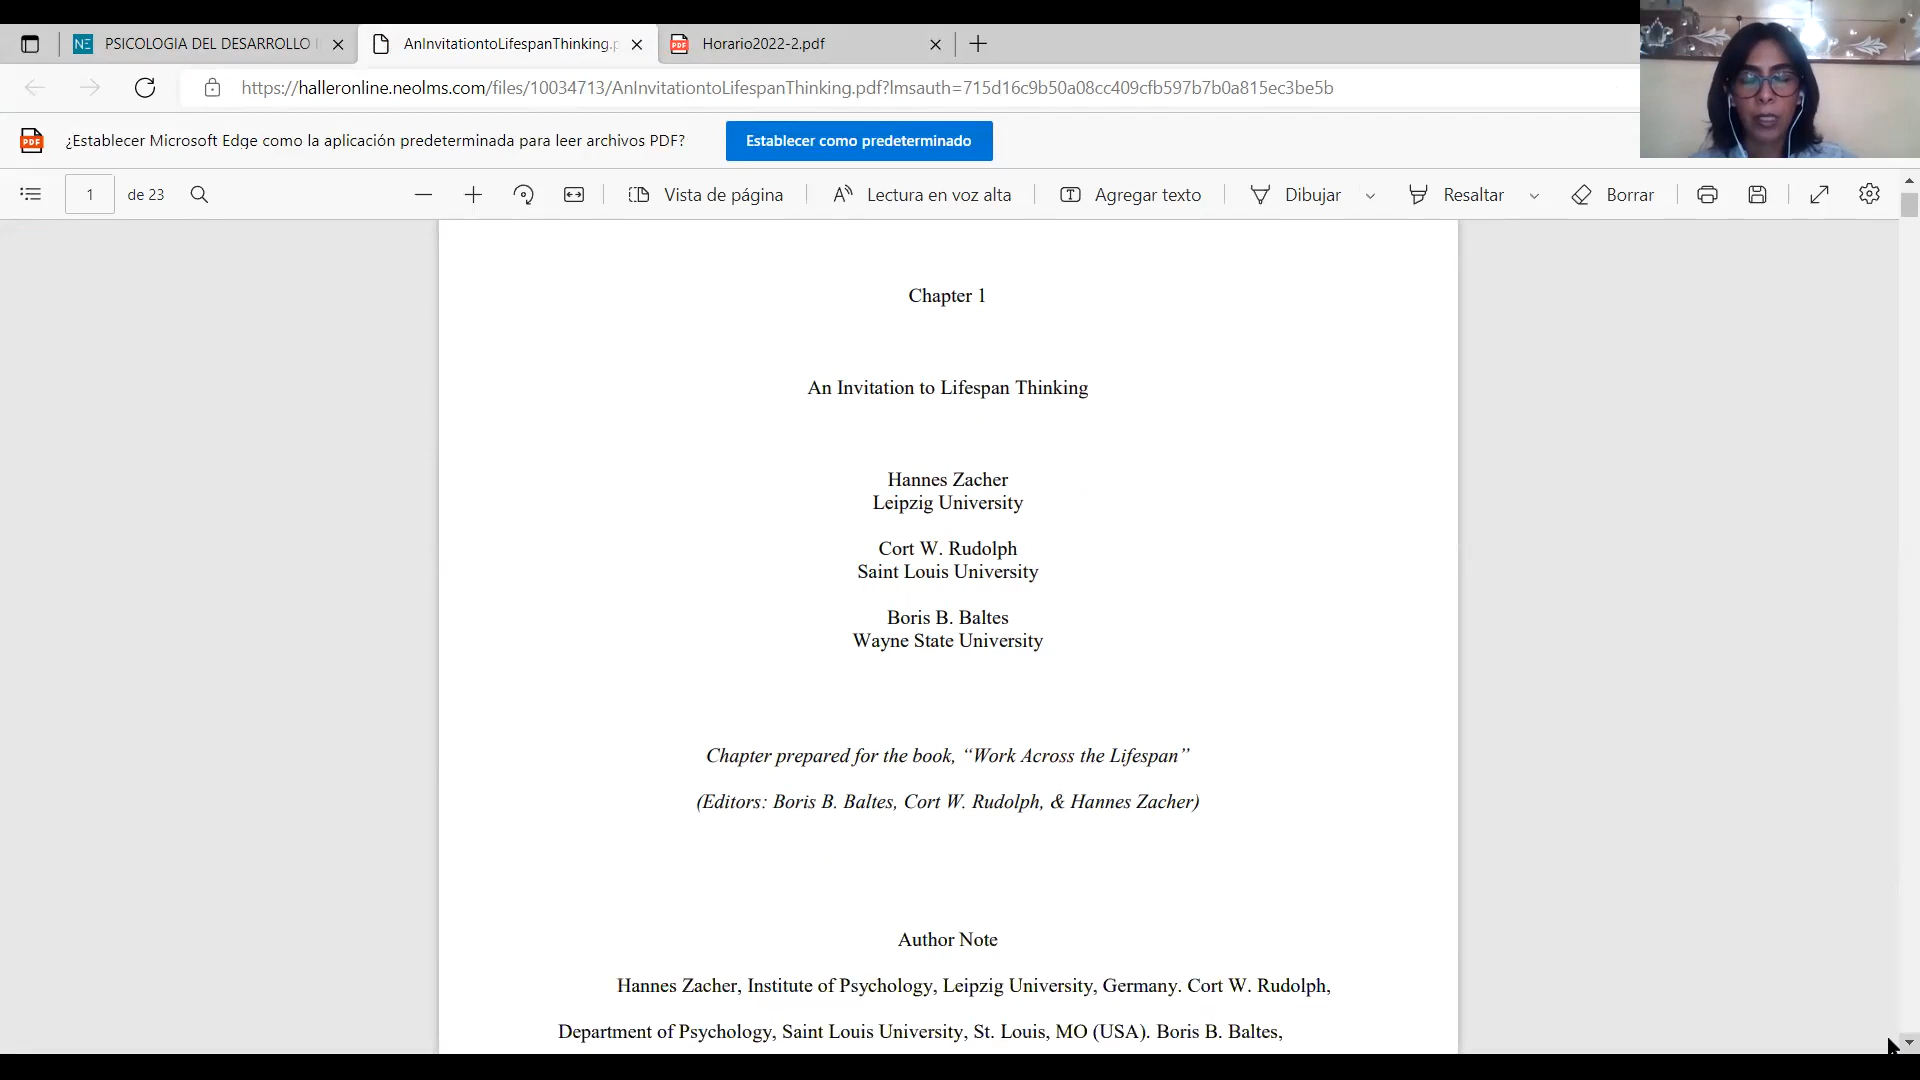 PSICOLOGIA DEL DESARROLLO
AnInvitationtoLifespanThinking.p
Horario2022-2.pdf
https://halleronline.neolms.com/files/10034713/AnInvitationtoLifespanThinking.pdf?lmsauth=715d16c9b50a08cc409cfb597b7b0a815ec3be5b
PDF
¿Establecer Microsoft Edge como la aplicación predeterminada para leer archivos PDF?
Establecer como predeterminado
1
de 23
Vista de página
Lectura en voz alta
Agregar texto
Dibujar
Resaltar
Borrar
Chapter 1
An Invitation to Lifespan Thinking
Hannes Zacher
Leipzig University
Cort W. Rudolph
Saint Louis University
Boris B. Baltes
Wayne State University
Chapter prepared for the book, “Work Across the Lifespan”
(Editors: Boris B. Baltes, Cort W. Rudolph, & Hannes Zacher)
Author Note
Hannes Zacher, Institute of Psychology, Leipzig University, Germany. Cort W. Rudolph,
Department of Psychology, Saint Louis University, St. Louis, MO (USA). Boris B. Baltes,